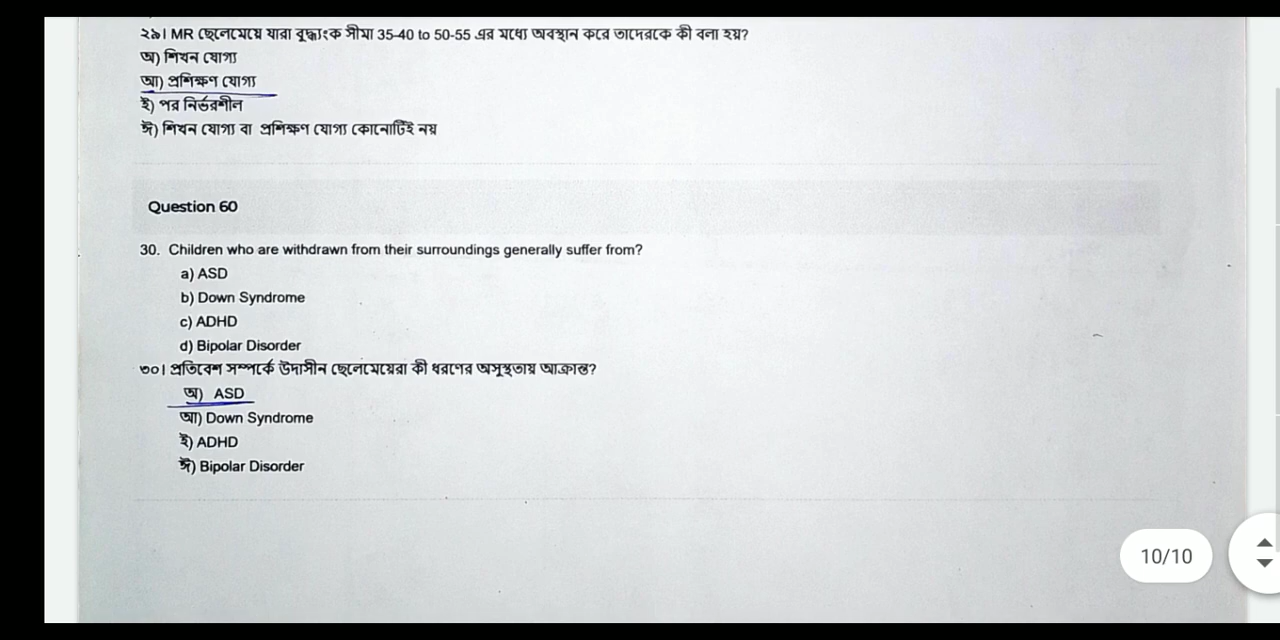 ২৯। MR ছেলেমেয়ে যারা বুদ্ধ্যংক সীমা 35-40 to 50-55 এর মধ্যে অবস্থান করে তাদেরকে কী বলা হয়?
অ) শিখন যোগ্য
আ) প্রশিক্ষণ যোগ্য
ই) পর নির্ভরশীল
ঈ) শিখন যোগ্য বা প্রশিক্ষণ যোগ্য কোনোটিই নয়
Question 60
30. Children who are withdrawn from their surroundings generally suffer from?
a) ASD
b) Down Syndrome
c) ADHD
d) Bipolar Disorder
৩০। প্রতিবেশ সম্পর্কে উদাসীন ছেলেমেয়েরা কী ধরণের অসুস্থতায় আক্রান্ত?
অ) ASD
আ) Down Syndrome
ই) ADHD
ঈ) Bipolar Disorder
10/10